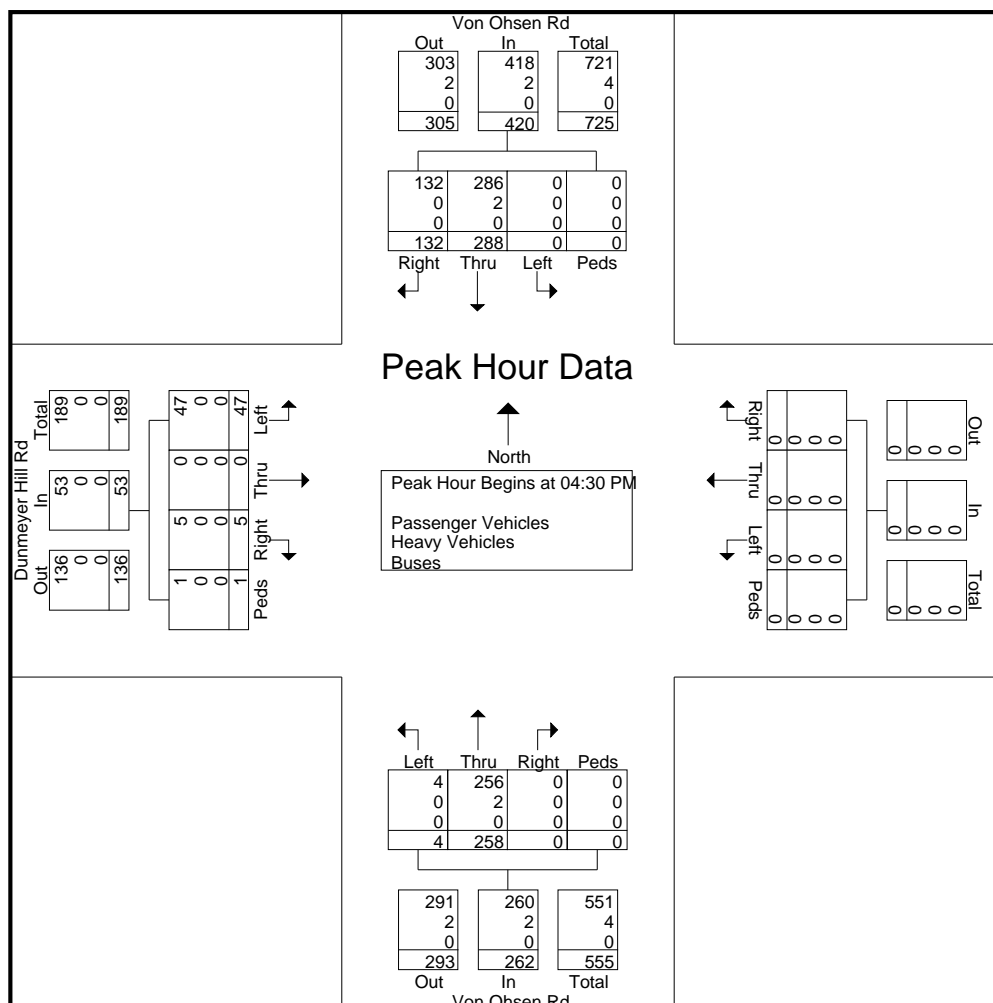 Von Ohsen Rd
Out In Total
303 418 721
2 2 4
0 0 0
305 420 725
132 286 0 0
0 2 0 0
0 0 0 0
132 288 0 0
Right Thru Left Peds
Peak Hour Data
Dunmeyer Hill Rd
Out In Total
136 53 189
0 0 0
0 0 0
136 53 189
1 5 0 47
0 0 0 0
0 0 0 0
1 5 0 47
Peds Right Thru Left
North
Peak Hour Begins at 04:30 PM
Passenger Vehicles
Heavy Vehicles
Buses
Out In Total
0 0 0
0 0 0
0 0 0
0 0 0
0 0 0 0
0 0 0 0
0 0 0 0
0 0 0 0
Right Thru Left Peds
Left Thru Right Peds
4 256 0 0
0 2 0 0
0 0 0 0
4 258 0 0
291 260 551
2 2 4
0 0 0
293 262 555
Out In Total
Von Ohsen Rd